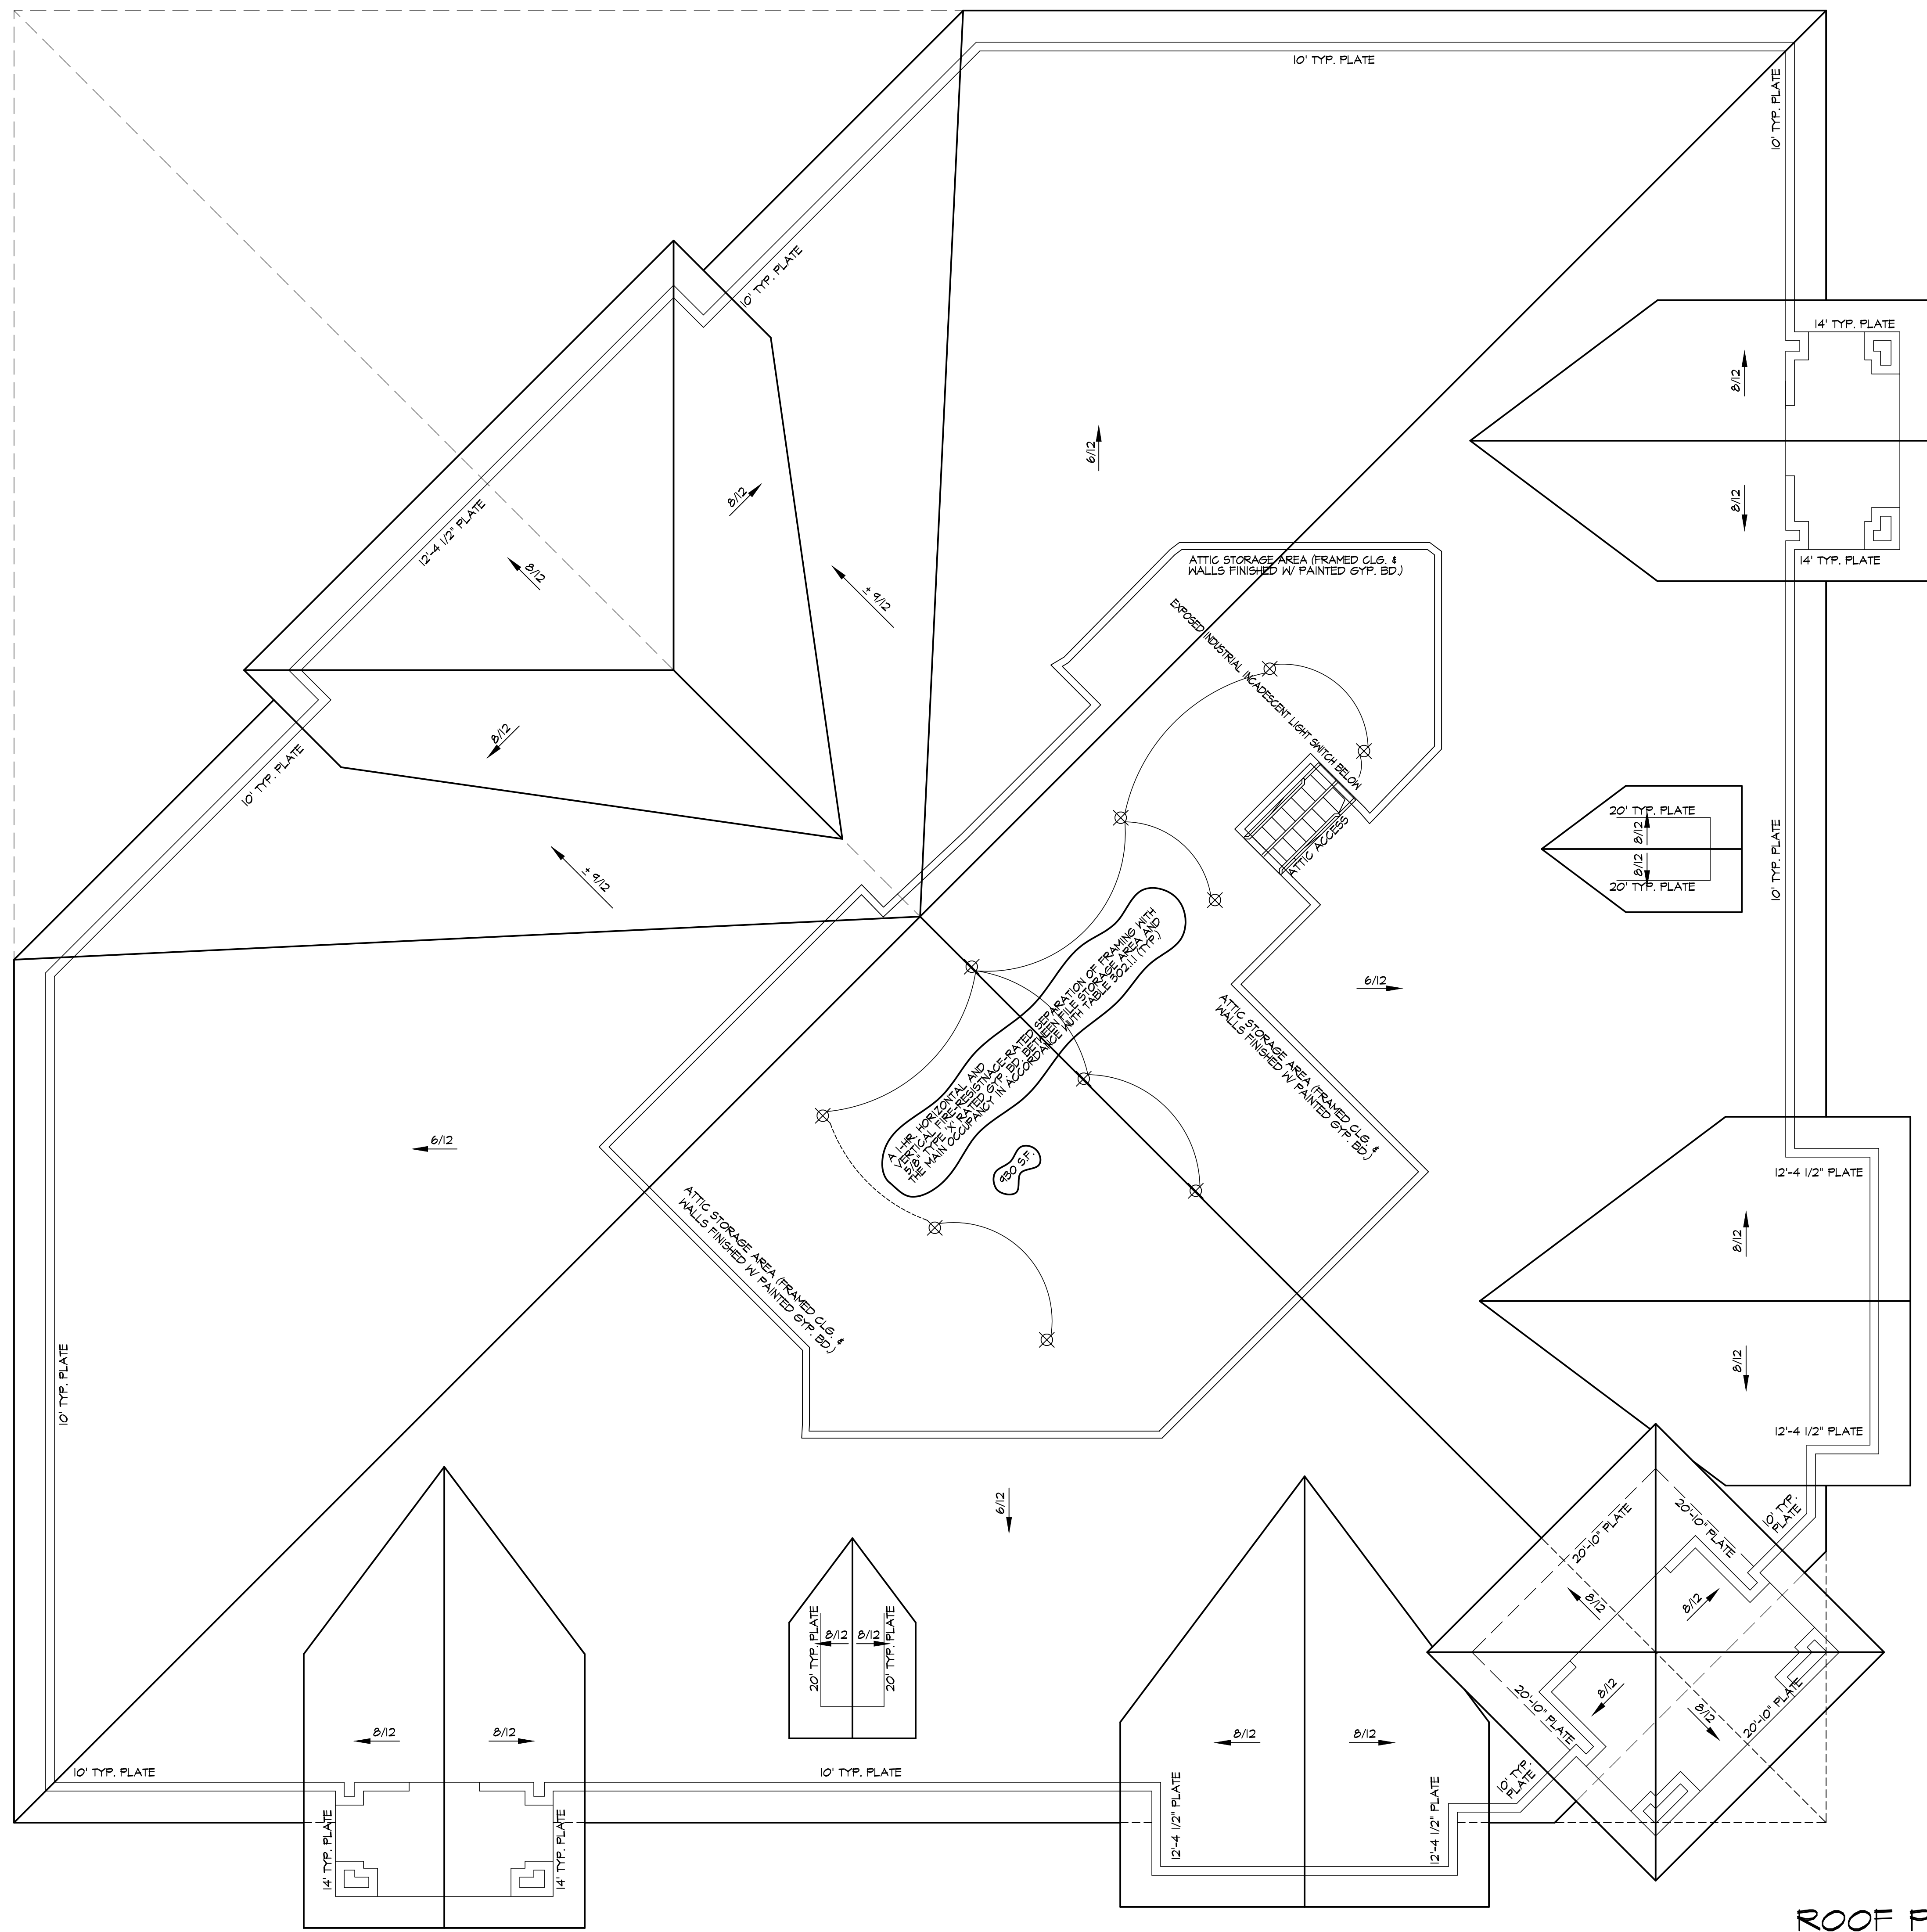 10' TYP. PLATE
10' TYP. PLATE
10' TYP. PLATE
14' TYP. PLATE
8/12
8/12
14' TYP. PLATE
6/12
8/12
12'-4 1/2" PLATE
8/12
± 9/12
ATTIC STORAGE AREA (FRAMED CLG. &
WALLS FINISHED W/ PAINTED GYP. BD.)
EXPOSED INDUSTRIAL INCADESCENT LIGHT SWITCH BELOW
8/12
10' TYP. PLATE
20' TYP. PLATE
8/12
8/12
20' TYP. PLATE
10' TYP. PLATE
ATTIC ACCESS
± 9/12
6/12
A 1-HR. HORIZONTAL AND
VERTICAL FIRE-RESISTNACE-RATED SEPARATION OF FRAMING WITH
5/8" TYPE 'X' RATED GYP. BD. BETWEEN FILE STORAGE AREA AND
THE MAIN OCCUPANCY IN ACCORDANCE WUTH TABLE 302.1.1 (TYP.)
930 S.F.
ATTIC STORAGE AREA (FRAMED CLG. &
WALLS FINISHED W/ PAINTED GYP. BD.)
6/12
ATTIC STORAGE AREA (FRAMED CLG. &
WALLS FINISHED W/ PAINTED GYP. BD.)
12'-4 1/2" PLATE
8/12
8/12
12'-4 1/2" PLATE
10' TYP. PLATE
6/12
20'-10" PLATE
20'-10" PLATE
10' TYP.
PLATE
8/12
8/12
8/12
8/12
20'-10" PLATE
20'-10" PLATE
20' TYP. PLATE
8/12
8/12
20' TYP. PLATE
8/12
8/12
8/12
8/12
10' TYP. PLATE
10' TYP. PLATE
10' TYP.
PLATE
14' TYP. PLATE
14' TYP. PLATE
12'-4 1/2" PLATE
12'-4 1/2" PLATE
ROOF P